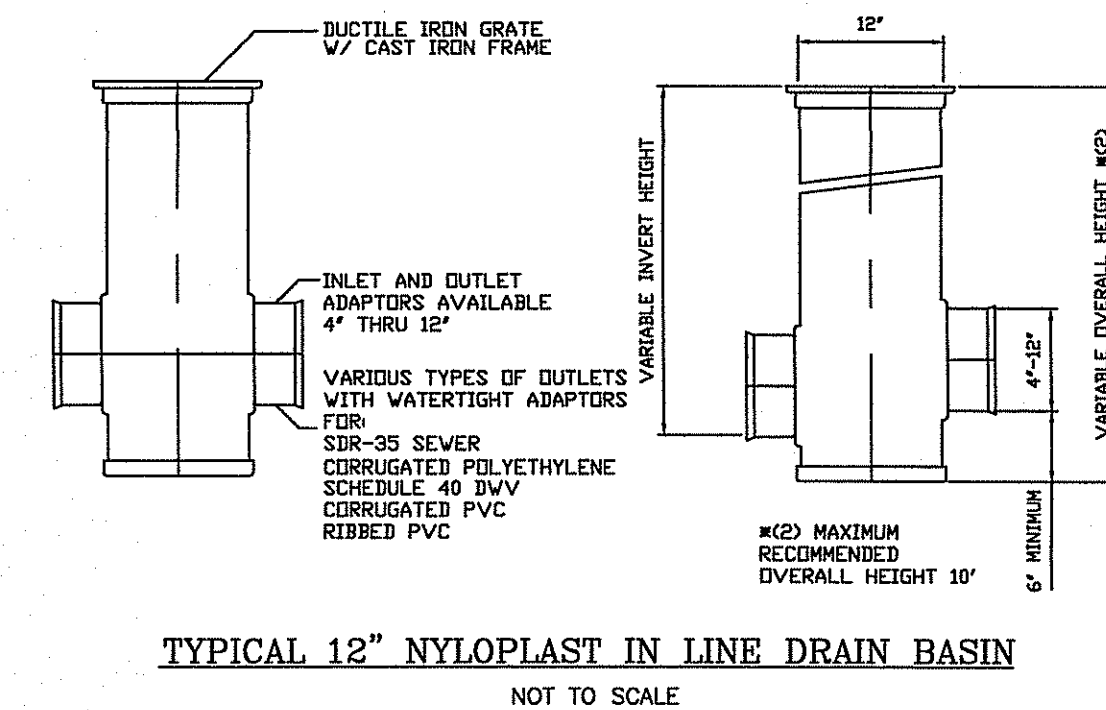 DUCTILE IRON GRATE
W/ CAST IRON FRAME
INLET AND OUTLET
ADAPTORS AVAILABLE
4" THRU 12"
VARIOUS TYPES OF OUTLETS
WITH WATERTIGHT ADAPTORS
FOR:
SDR-35 SEWER
CORRUGATED POLYETHYLENE
SCHEDULE 40 DWV
CORRUGATED PVC
RIBBED PVC
12"
VARIABLE INVERT HEIGHT
4"-12"
VARIABLE OVERALL HEIGHT *(2)
6" MINIMUM
*(2) MAXIMUM
RECOMMENDED
OVERALL HEIGHT 10'
TYPICAL 12" NYLOPLAST IN LINE DRAIN BASIN
NOT TO SCALE